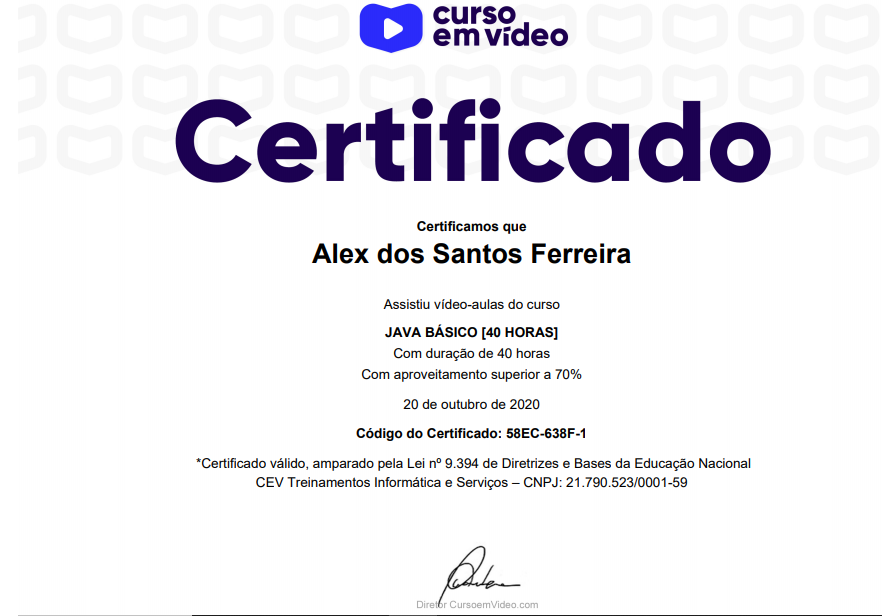 curso
em vídeo
Certificado
Certificamos que
Alex dos Santos Ferreira
Assistiu vídeo-aulas do curso
JAVA BÁSICO [40 HORAS]
Com duração de 40 horas
Com aproveitamento superior a 70%
20 de outubro de 2020
Código do Certificado: 58EC-638F-1
*Certificado válido, amparado pela Lei nº 9.394 de Diretrizes e Bases da Educação Nacional
CEV Treinamentos Informática e Serviços – CNPJ: 21.790.523/0001-59
Diretor CursoemVideo.com